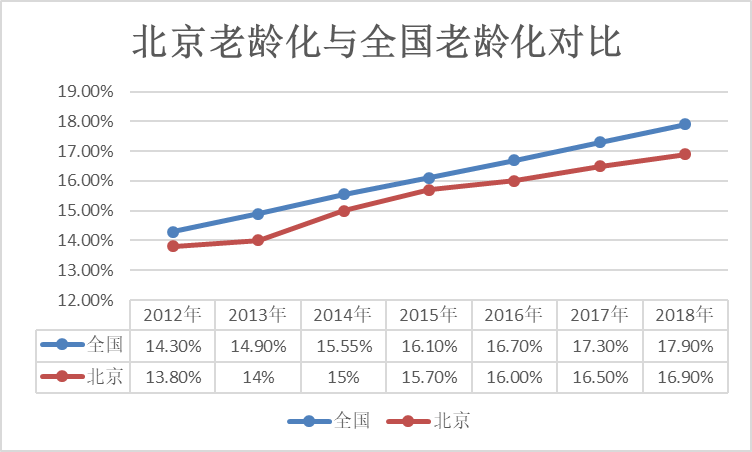 北京老龄化与全国老龄化对比
19.00%
18.00%
17.00%
16.00%
15.00%
14.00%
13.00%
12.00%
2012年 2013年 2014年 2015年 2016年 2017年 2018年
全国 14.30% 14.90% 15.55% 16.10% 16.70% 17.30% 17.90%
北京 13.80% 14% 15% 15.70% 16.00% 16.50% 16.90%
全国 北京